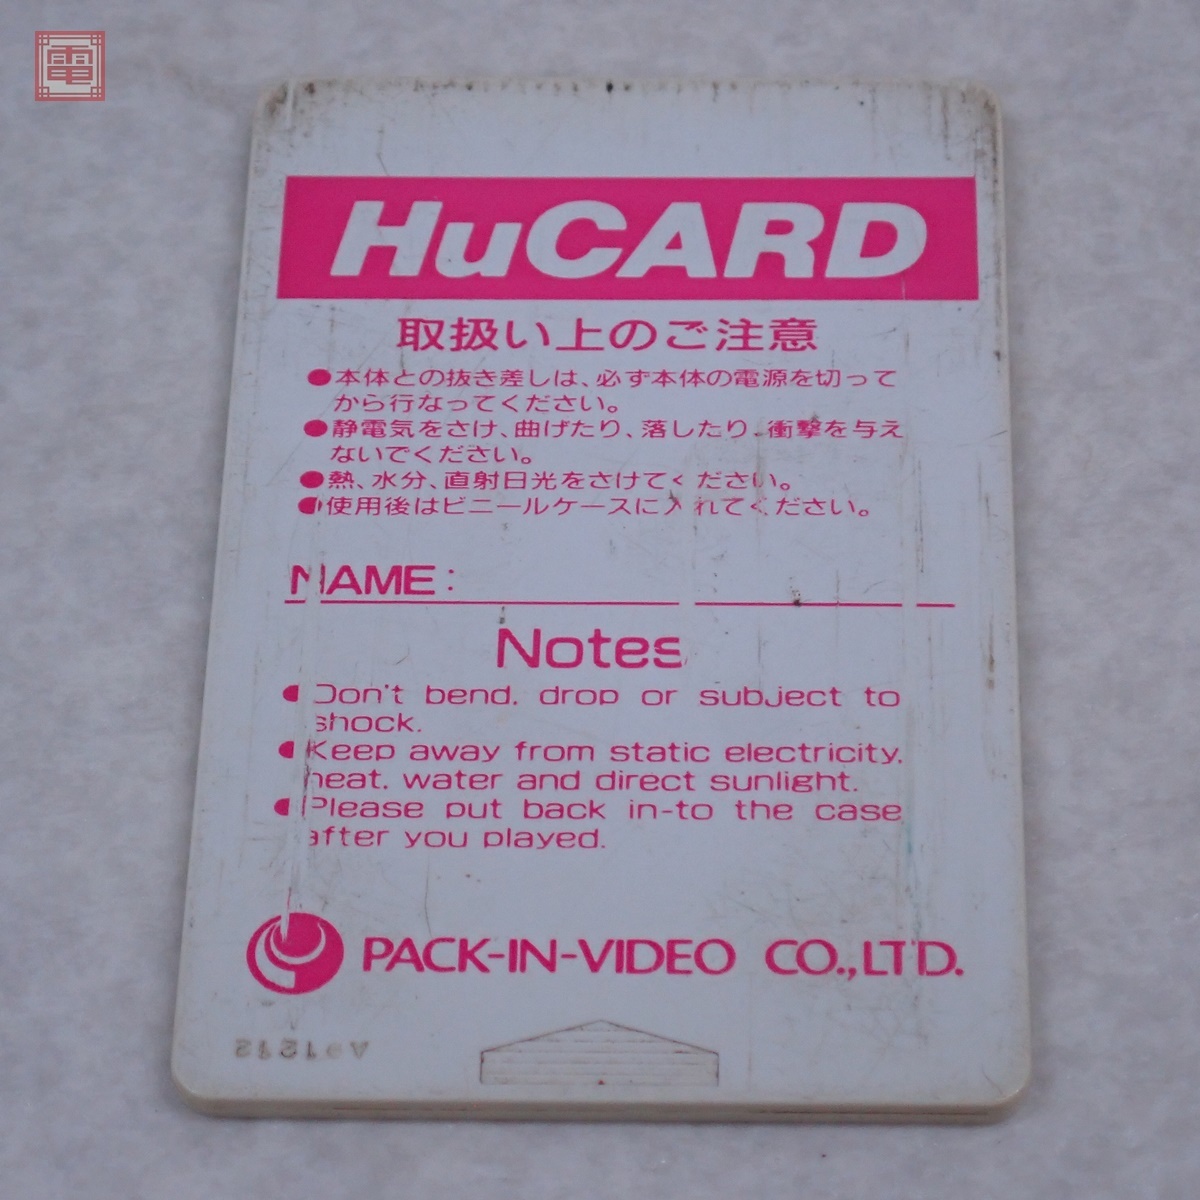 電
HuCARD
取扱い上のご注意
●本体との抜き差しは、必ず本体の電源を切って
から行なってください。
●静電気をさけ、曲げたり、落したり、衝撃を与え
ないでください。
●熱、水分、直射日光をさけてください。
●使用後はビニールケースに入れてください。
NAME:
Notes
●Don't bend, drop or subject to
shock.
●Keep away from static electricity,
heat, water and direct sunlight.
●Please put back in-to the case
after you played.
PACK-IN-VIDEO CO.,LTD.